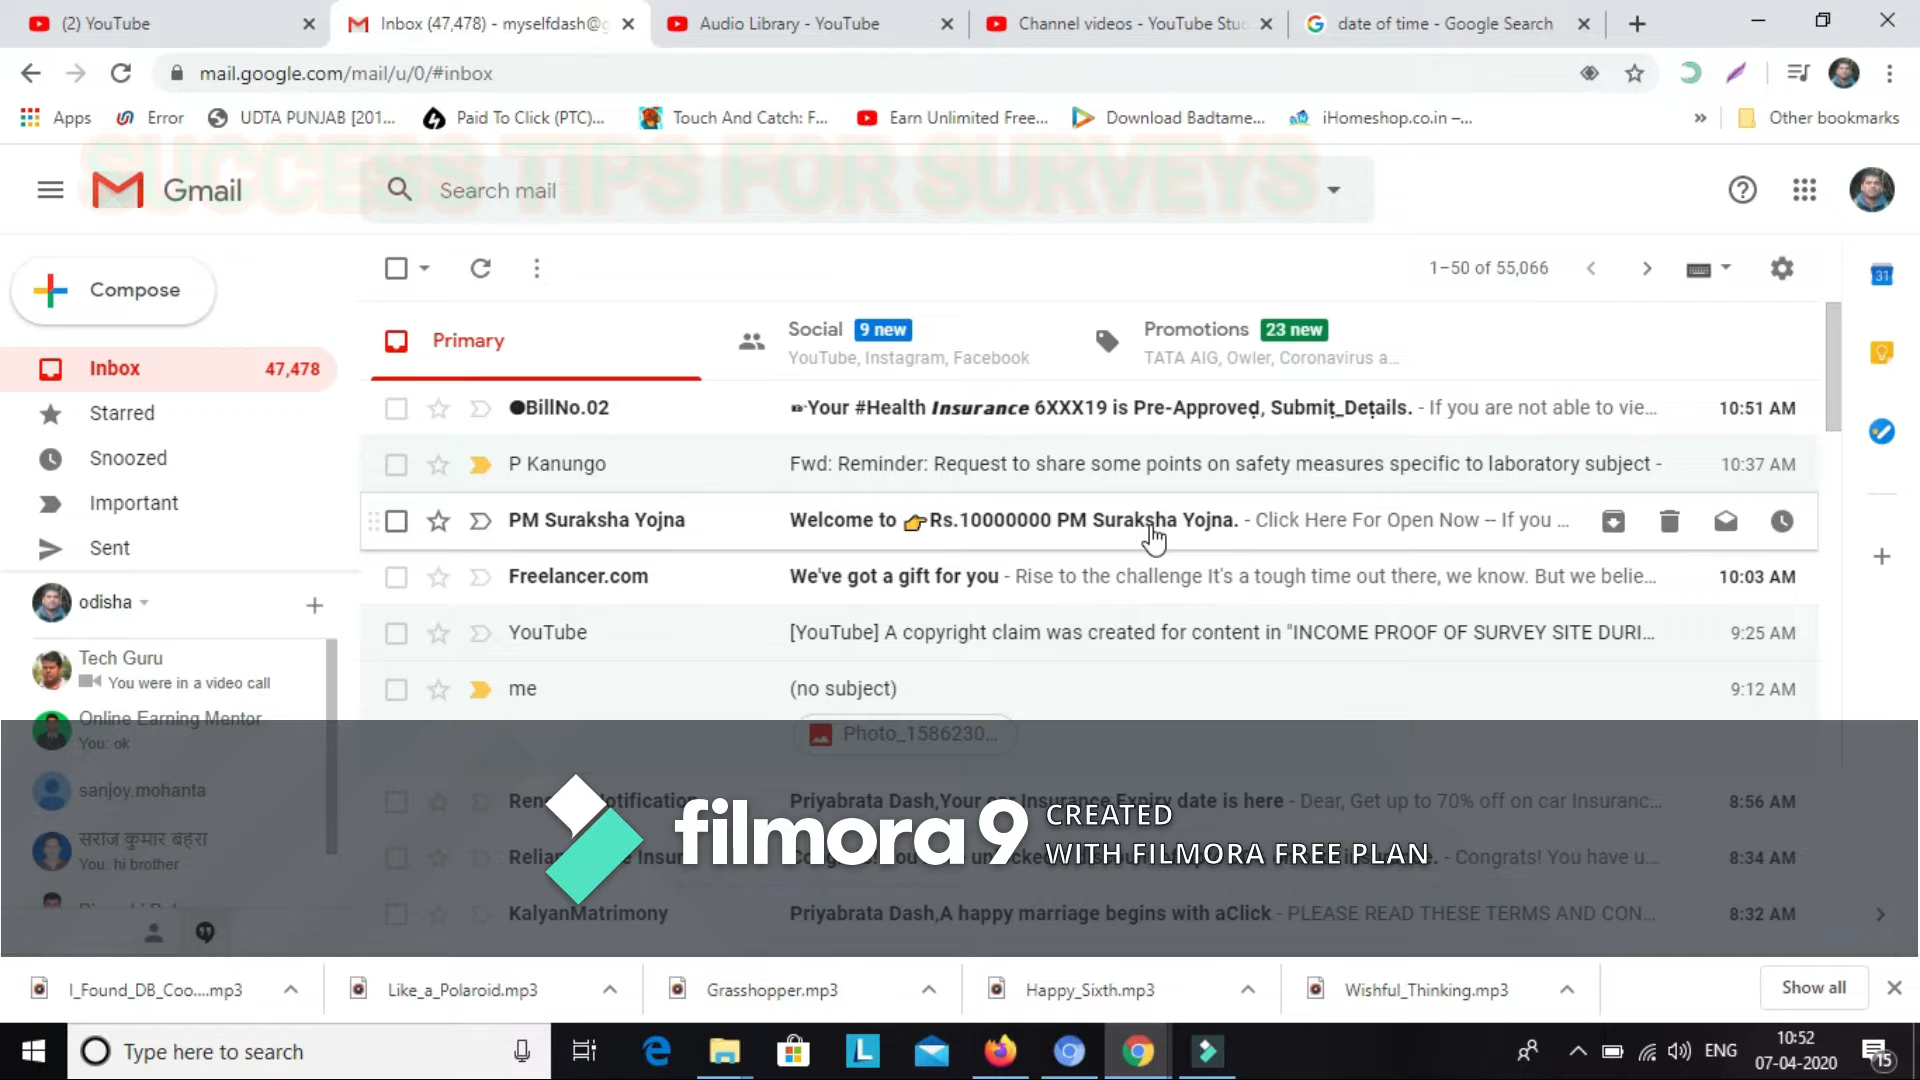 (2) YouTube
Inbox (47,478) - myselfdash@g
Audio Library - YouTube
Channel videos - YouTube Stu
date of time - Google Search
mail.google.com/mail/u/0/#inbox
Apps
Error
UDTA PUNJAB [201...
Paid To Click (PTC)...
Touch And Catch: F...
Earn Unlimited Free...
Download Badtame...
iHomeshop.co.in –...
»
Other bookmarks
SUCCESS TIPS FOR SURVEYS
Gmail
Search mail
Compose
1–50 of 55,066
31
Primary
Social 9 new
YouTube, Instagram, Facebook
Promotions 23 new
TATA AIG, Owler, Coronavirus a...
Inbox 47,478
Starred
Snoozed
Important
Sent
●BillNo.02 Your #Health Insurance 6XXX19 is Pre-Approveḍ, Submiṭ_Deṭails. - If you are not able to vie... 10:51 AM
P Kanungo Fwd: Reminder: Request to share some points on safety measures specific to laboratory subject - 10:37 AM
PM Suraksha Yojna Welcome to 👉Rs.10000000 PM Suraksha Yojna. - Click Here For Open Now -- If you ...
Freelancer.com We've got a gift for you - Rise to the challenge It's a tough time out there, we know. But we belie... 10:03 AM
YouTube [YouTube] A copyright claim was created for content in "INCOME PROOF OF SURVEY SITE DURI... 9:25 AM
me (no subject) 9:12 AM
Photo_1586230...
odisha
Tech Guru
You were in a video call
Online Earning Mentor
You: ok
sanjoy.mohanta
सरोज कुमार बेहेरा
You: hi brother
Priyabrata Dash,Your car Insurance Expiry date is here - Dear, Get up to 70% off on car Insuranc... 8:56 AM
- Congrats! You have u... 8:34 AM
KalyanMatrimony Priyabrata Dash,A happy marriage begins with aClick - PLEASE READ THESE TERMS AND CON... 8:32 AM
filmora9
CREATED
WITH FILMORA FREE PLAN
I_Found_DB_Coo....mp3
Like_a_Polaroid.mp3
Grasshopper.mp3
Happy_Sixth.mp3
Wishful_Thinking.mp3
Show all
Type here to search
L
ENG
10:52
07-04-2020
15